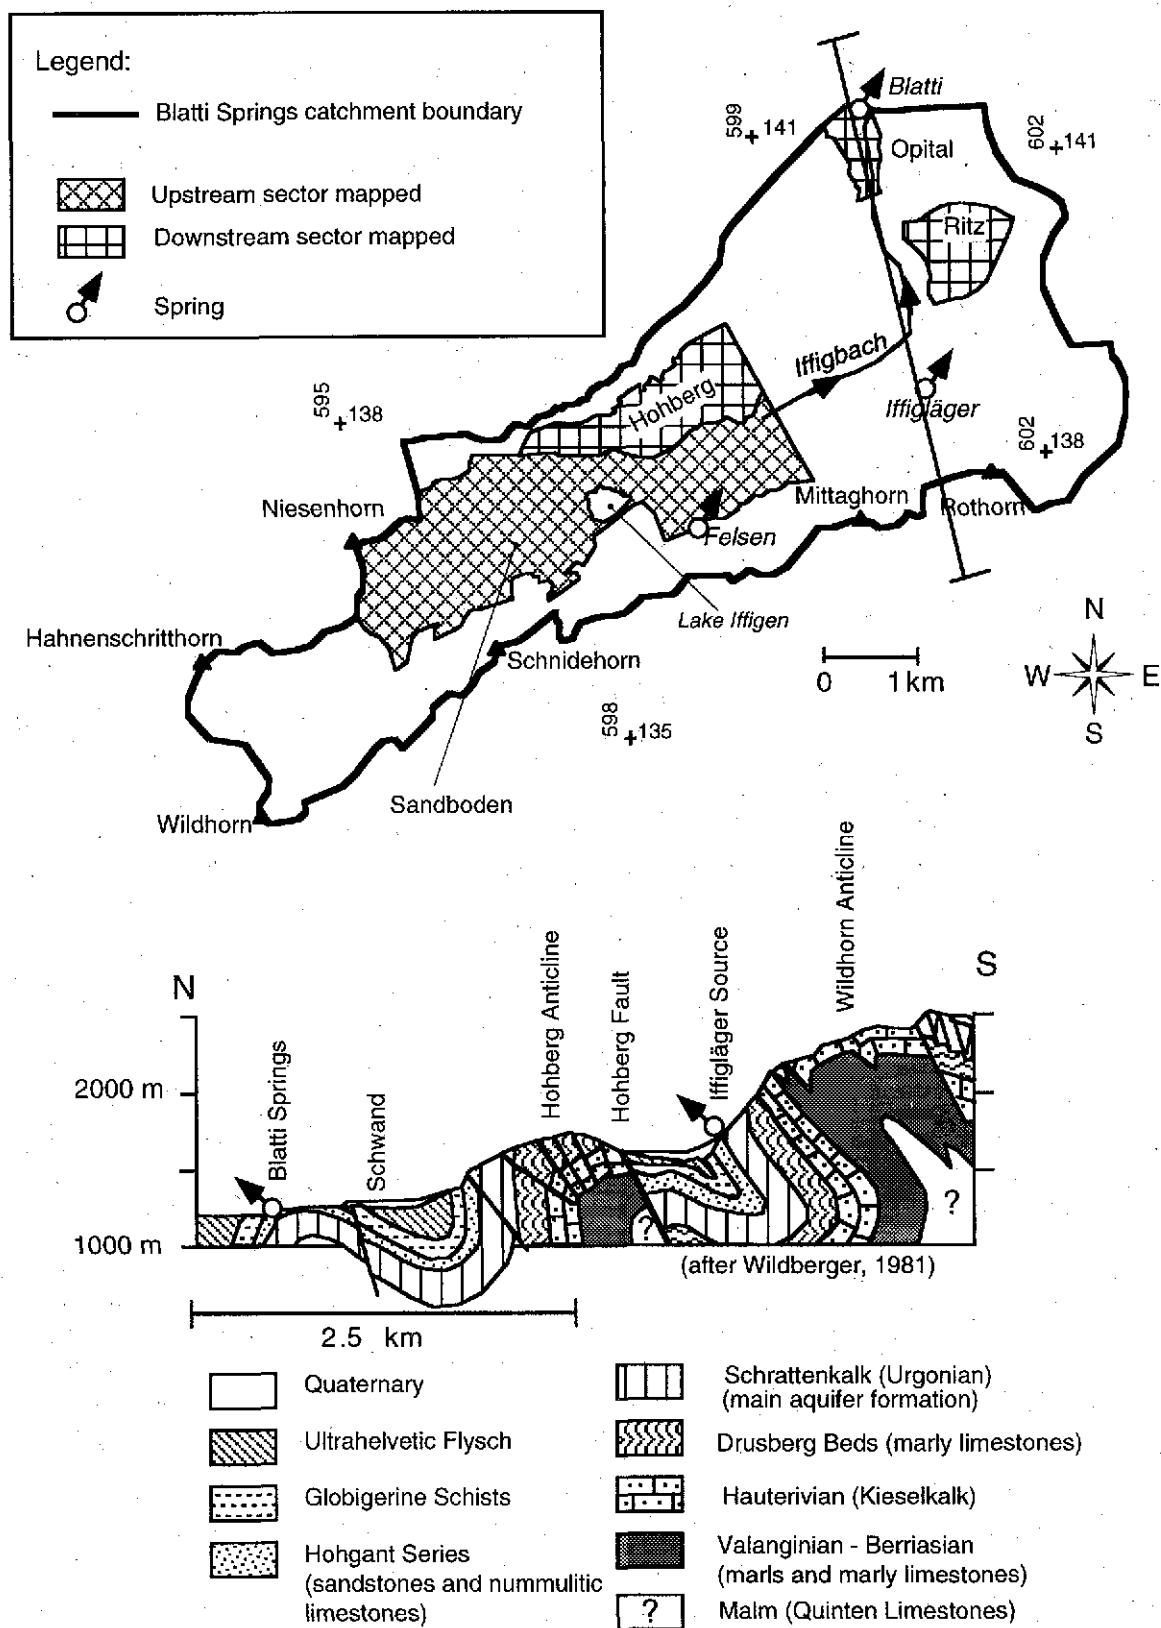 Legend:
Blatti Springs catchment boundary
Upstream sector mapped
Downstream sector mapped
Spring
Blatti
599
+141
Opital
602
+141
Ritz
Iffigbach
Hohberg
595
+138
Iffigläger
602
+138
Niesenhorn
Mittaghorn
Rothorn
Felsen
Lake Iffigen
Hahnenschritthorn
Schnidehorn
0 1 km
N
W E
S
598
+135
Sandboden
Wildhorn
N
S
Blatti Springs
Schwand
Hohberg Anticline
Hohberg Fault
Iffigläger Source
Wildhorn Anticline
2000 m
1000 m
?
?
(after Wildberger, 1981)
2.5 km
Quaternary
Ultrahelvetic Flysch
Globigerine Schists
Hohgant Series
(sandstones and nummulitic
limestones)
Schrattenkalk (Urgonian)
(main aquifer formation)
Drusberg Beds (marly limestones)
Hauterivian (Kieselkalk)
Valanginian - Berriasian
(marls and marly limestones)
? Malm (Quinten Limestones)